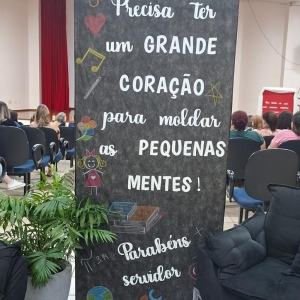 Precisa ter
um GRANDE
CORAÇÃO
para moldar
as PEQUENAS
MENTES!
Parabéns
servidor